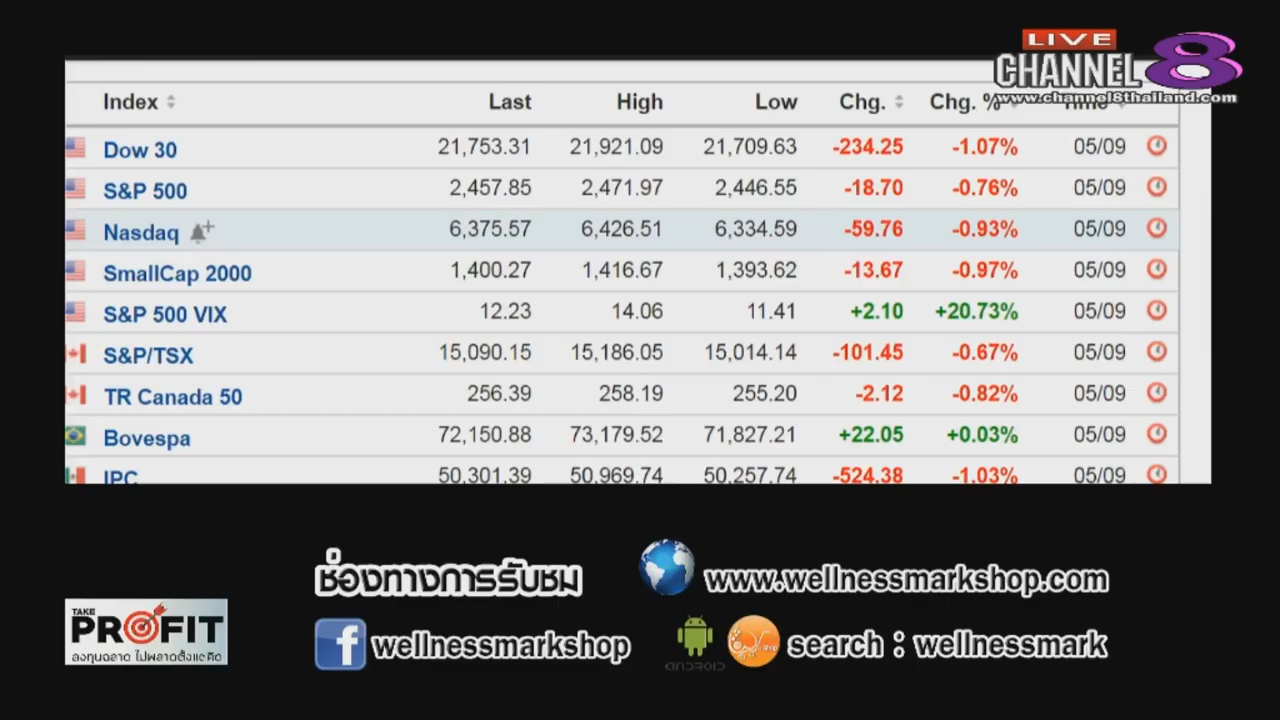 LIVE
CHANNEL 8
www.channel8thailand.com
Index Last High Low Chg. Chg. % Time
Dow 30 21,753.31 21,921.09 21,709.63 -234.25 -1.07% 05/09
S&P 500 2,457.85 2,471.97 2,446.55 -18.70 -0.76% 05/09
Nasdaq 6,375.57 6,426.51 6,334.59 -59.76 -0.93% 05/09
SmallCap 2000 1,400.27 1,416.67 1,393.62 -13.67 -0.97% 05/09
S&P 500 VIX 12.23 14.06 11.41 +2.10 +20.73% 05/09
S&P/TSX 15,090.15 15,186.05 15,014.14 -101.45 -0.67% 05/09
TR Canada 50 256.39 258.19 255.20 -2.12 -0.82% 05/09
Bovespa 72,150.88 73,179.52 71,827.21 +22.05 +0.03% 05/09
IPC 50,301.39 50,969.74 50,257.74 -524.38 -1.03% 05/09
ช่องทางการรับชม
www.wellnessmarkshop.com
TAKE
PROFIT
ลงทุนฉลาด ไม่พลาดตั้งแต่คิด
wellnessmarkshop
ANDROID
search : wellnessmark